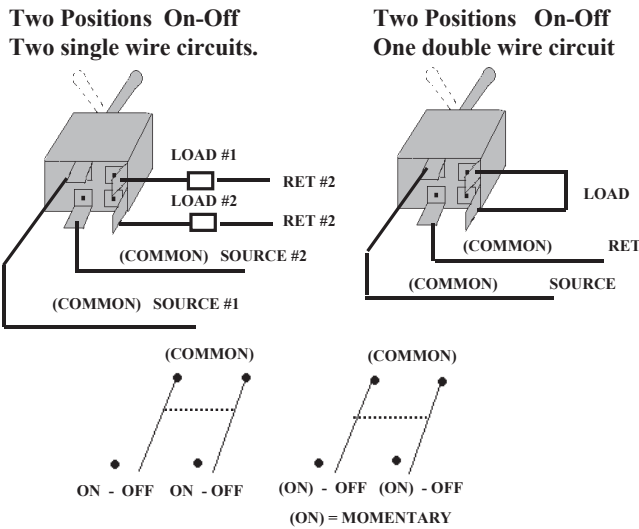 Two Positions On-Off
Two single wire circuits.
LOAD #1
RET #2
LOAD #2
RET #2
(COMMON) SOURCE #2
(COMMON) SOURCE #1
Two Positions On-Off
One double wire circuit
LOAD
(COMMON) RET
(COMMON) SOURCE
(COMMON)
ON - OFF ON - OFF
(COMMON)
(ON) - OFF (ON) - OFF
(ON) = MOMENTARY